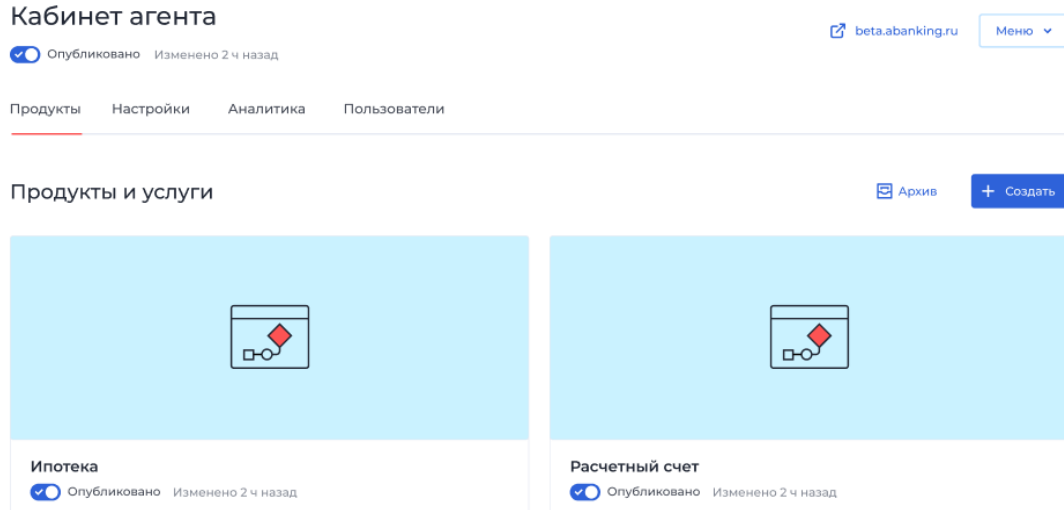 Кабинет агента
beta.abanking.ru Меню
Опубликовано Изменено 2 ч назад
Продукты Настройки Аналитика Пользователи
Продукты и услуги Архив + Создать
Ипотека Расчетный счет
Опубликовано Изменено 2 ч назад Опубликовано Изменено 2 ч назад